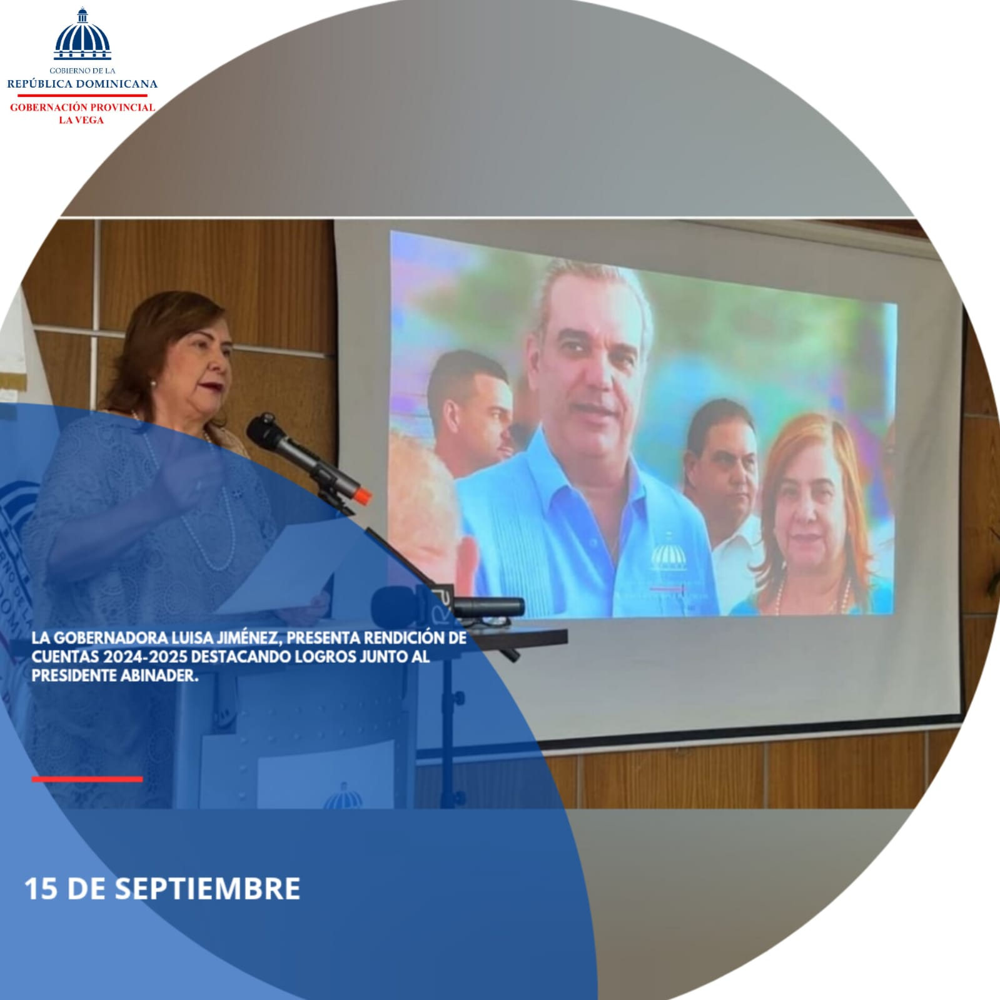 GOBIERNO DE LA
REPÚBLICA DOMINICANA
GOBERNACIÓN PROVINCIAL
LA VEGA
LA GOBERNADORA LUISA JIMÉNEZ, PRESENTA RENDICIÓN DE
CUENTAS 2024-2025 DESTACANDO LOGROS JUNTO AL
PRESIDENTE ABINADER.
15 DE SEPTIEMBRE